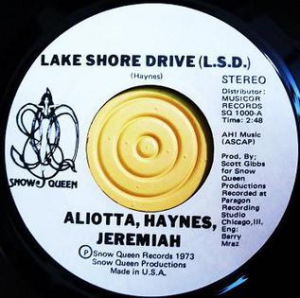 LAKE SHORE DRIVE (L.S.D.)
(Haynes)
STEREO
Distributor:
MUSICOR
RECORDS
SQ 1000-A
Time: 2:48
AH! Music
(ASCAP)
Prod. By:
Scott Gibbs
for Snow
Queen
Productions
Recorded at
Paragon
Recording
Studio
Chicago, Ill,
Eng:
Barry
Mraz
SNOW QUEEN
ALIOTTA, HAYNES,
JEREMIAH
Ⓟ Snow Queen Records 1973
Snow Queen Productions
Made in U.S.A.